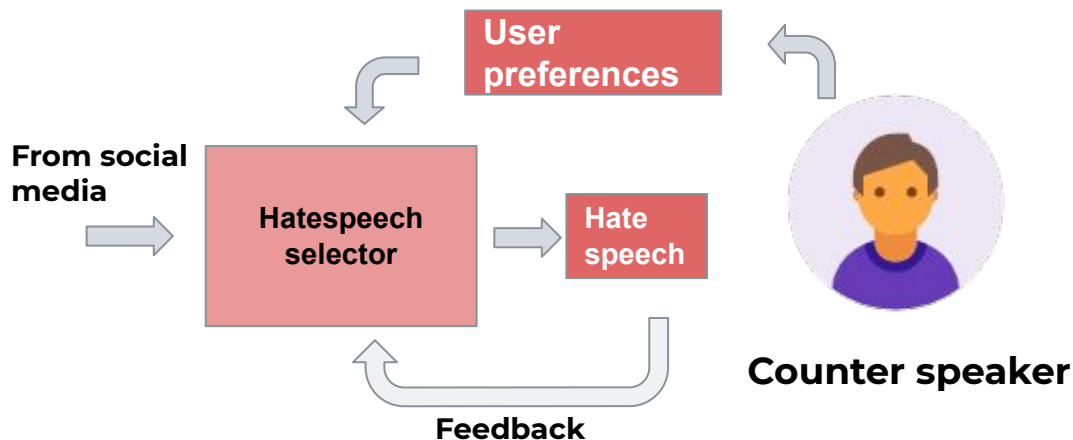 User
preferences
From social
media
Hatespeech
selector
Hate
speech
Counter speaker
Feedback